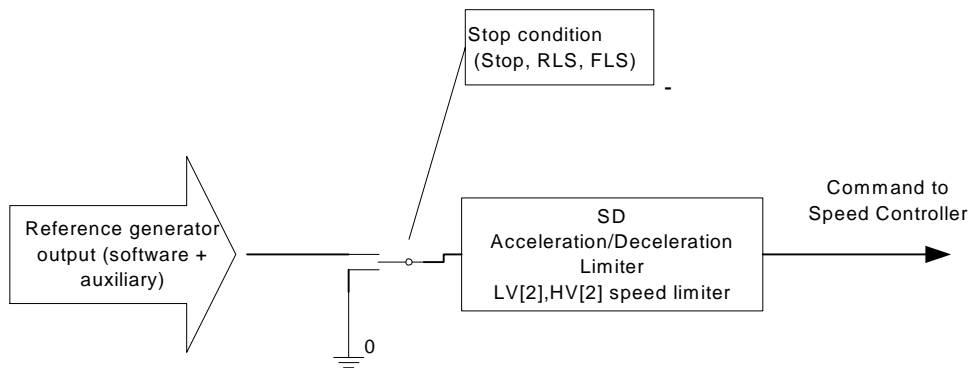 Stop condition
(Stop, RLS, FLS)
-
Reference generator
output (software +
auxiliary)
0
SD
Acceleration/Deceleration
Limiter
LV[2],HV[2] speed limiter
Command to
Speed Controller